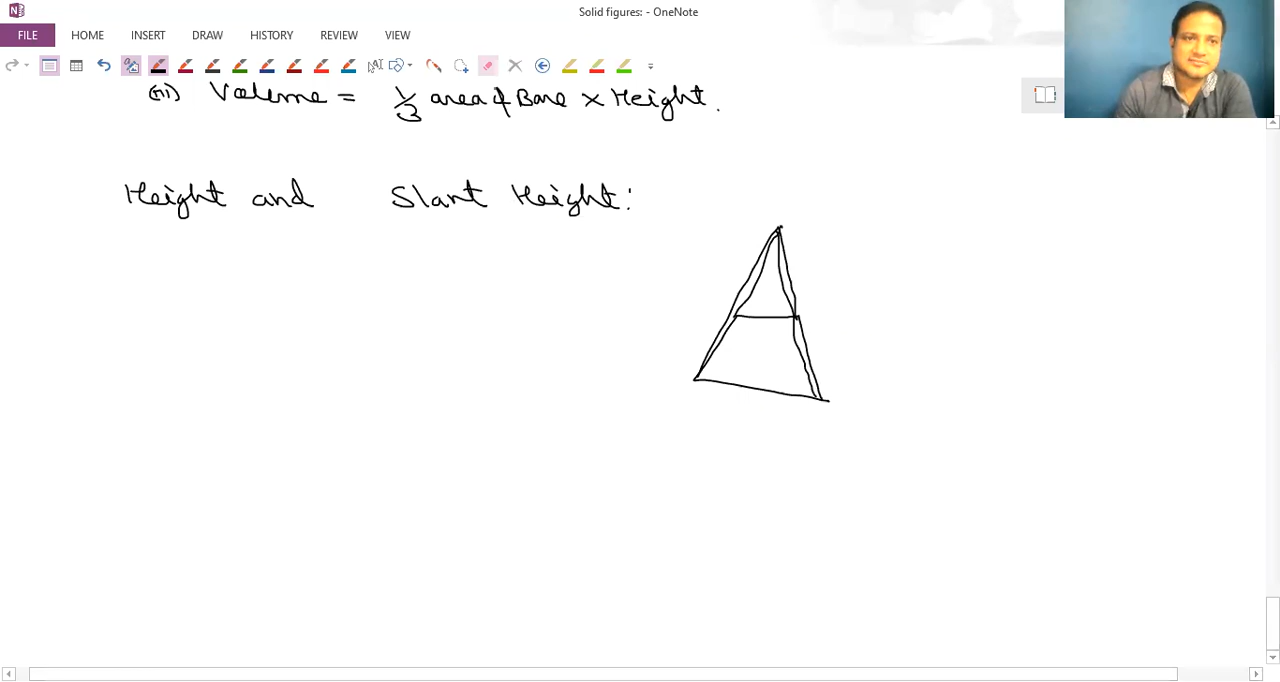 Solid figures: - OneNote
FILE HOME INSERT DRAW HISTORY REVIEW VIEW
(iii) Volume = 1/3 area of Base × Height.
Height and Slant Height: